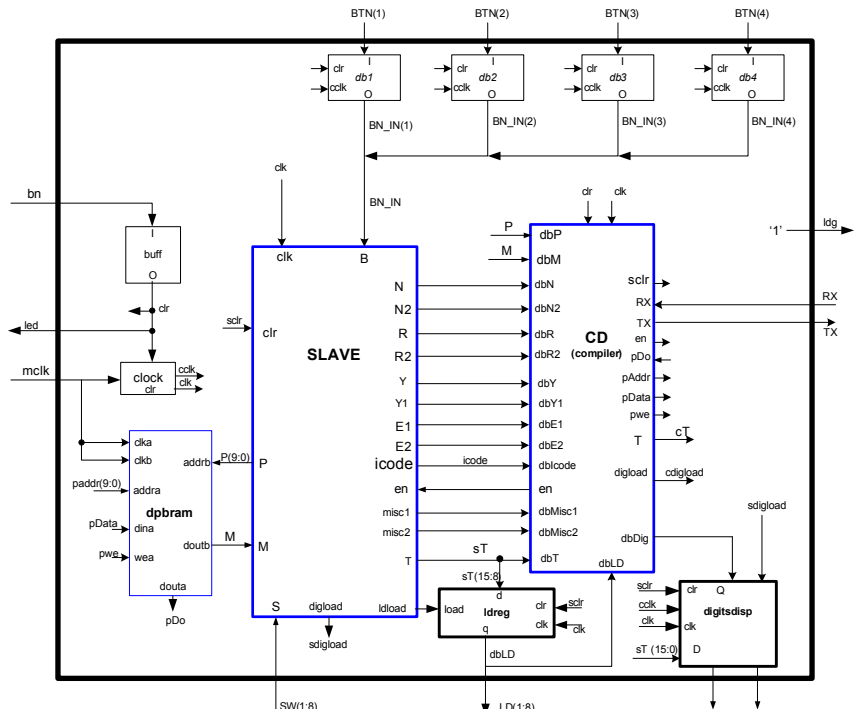 BTN(1) BTN(2) BTN(3) BTN(4)
clr I clr I clr I clr I
db1 db2 db3 db4
cclk O cclk O cclk O cclk O
BN_IN(1) BN_IN(2) BN_IN(3) BN_IN(4)
clk
bn
BN_IN
clr clk
I
buff
O
clr
led
mclk
clock
cclk
clr clk
P
M
'1' ldg
clk B
sclr clr
SLAVE
N
N2
R
R2
Y
Y1
E1
E2
icode icode
en
misc1
misc2
T sT
dbP
dbM
dbN
dbN2
dbR
dbR2
dbY
dbY1
dbE1
dbE2
dbIcode
en
dbMisc1
dbMisc2
dbT
dbLD
CD
(compiler)
sclr
RX RX
TX TX
en
pDo
pAddr
pData
pwe
T cT
digload cdigload
dbDig
clka
clkb addrb P(9:0) P
paddr(9:0) addra
dpbram
pData dina
pwe wea
doutb M M
douta
pDo
S digload ldload
sdigload
sT(15:8)
d
load ldreg clr sclr
clk clk
q
dbLD
sdigload
sclr clr Q
cclk
clk clk digitsdisp
sT (15:0) D
SW(1:8) LD(1:8)